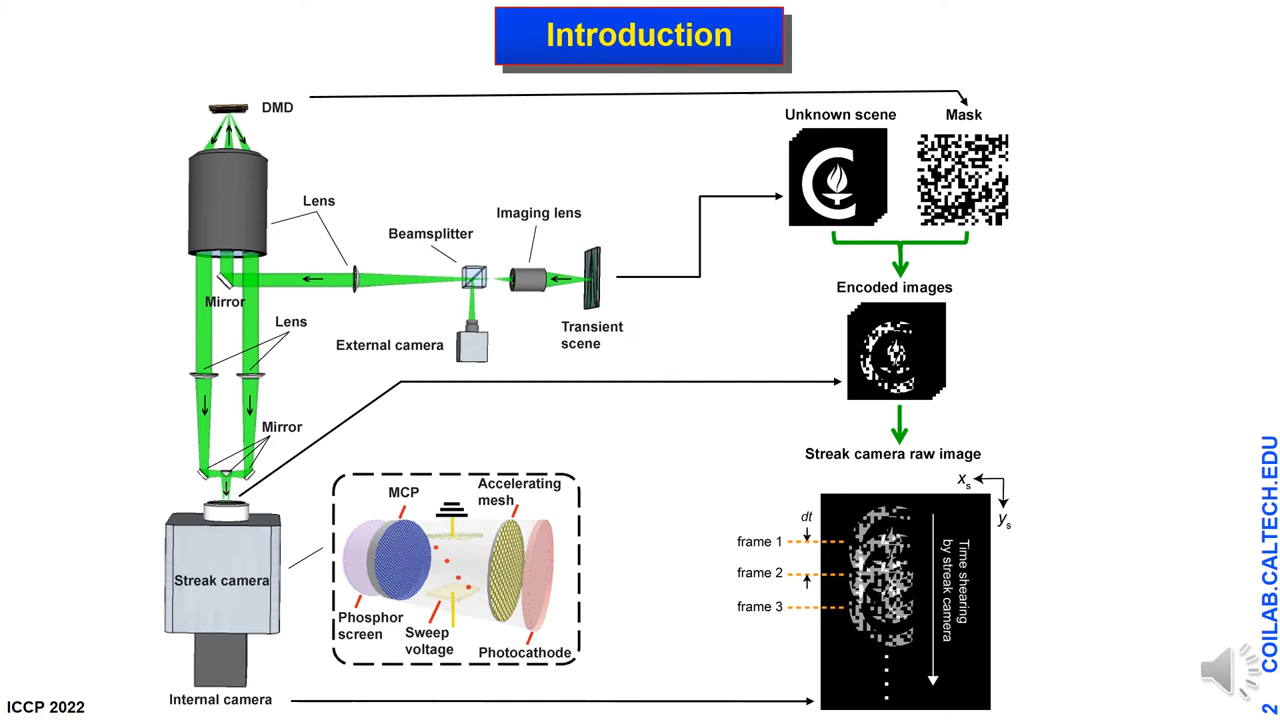 Introduction
DMD
Unknown scene
Mask
Lens
Imaging lens
Beamsplitter
Mirror
Encoded images
Transient
scene
Lens
External camera
Mirror
Streak camera raw image
xs
ys
MCP
Accelerating
mesh
dt
frame 1
frame 2
frame 3
Time shearing
by streak camera
Streak camera
Phosphor
screen
Sweep
voltage
Photocathode
Internal camera
ICCP 2022
2 COILAB.CALTECH.EDU